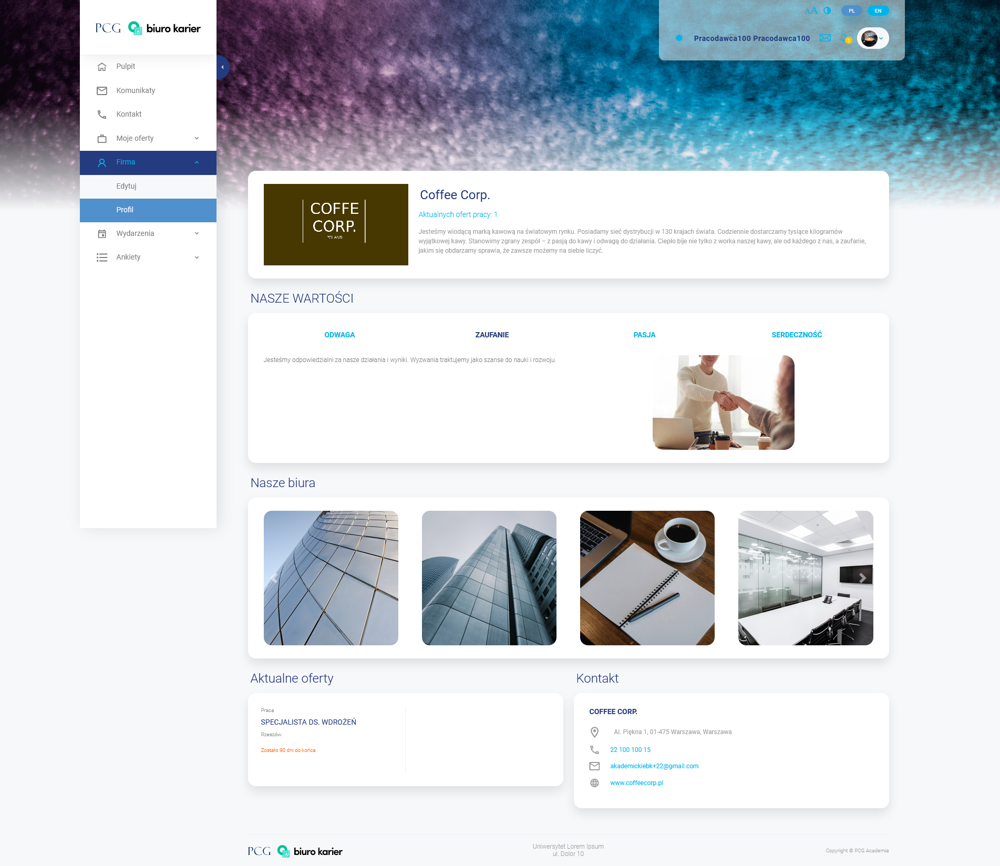 PCG biuro karier
AA
PL
EN
Pracodawca100 Pracodawca100
1
Pulpit
Komunikaty
Kontakt
Moje oferty
Firma
Edytuj
Profil
Wydarzenia
Ankiety
COFFE
CORP.
POLAND
Coffee Corp.
Aktualnych ofert pracy: 1
Jesteśmy wiodącą marką kawową na światowym rynku. Posiadamy sieć dystrybucji w 130 krajach świata. Codziennie dostarczamy tysiące kilogramów
wyjątkowej kawy. Stanowimy zgrany zespół – z pasją do kawy i odwagą do działania. Ciepło bije nie tylko z worka naszej kawy, ale od każdego z nas, a zaufanie,
jakim się obdarzamy sprawia, że zawsze możemy na siebie liczyć.
NASZE WARTOŚCI
ODWAGA
ZAUFANIE
PASJA
SERDECZNOŚĆ
Jesteśmy odpowiedzialni za nasze działania i wyniki. Wyzwania traktujemy jako szanse do nauki i rozwoju.
Nasze biura
Aktualne oferty
Praca
SPECJALISTA DS. WDROŻEŃ
Rzeszów
Zostało 90 dni do końca
Kontakt
COFFEE CORP.
Al. Piękna 1, 01-475 Warszawa, Warszawa
22 100 100 15
akademickiebk+22@gmail.com
www.coffeecorp.pl
PCG biuro karier
Uniwersytet Lorem Ipsum
ul. Dolor 10
Copyright © PCG Academia